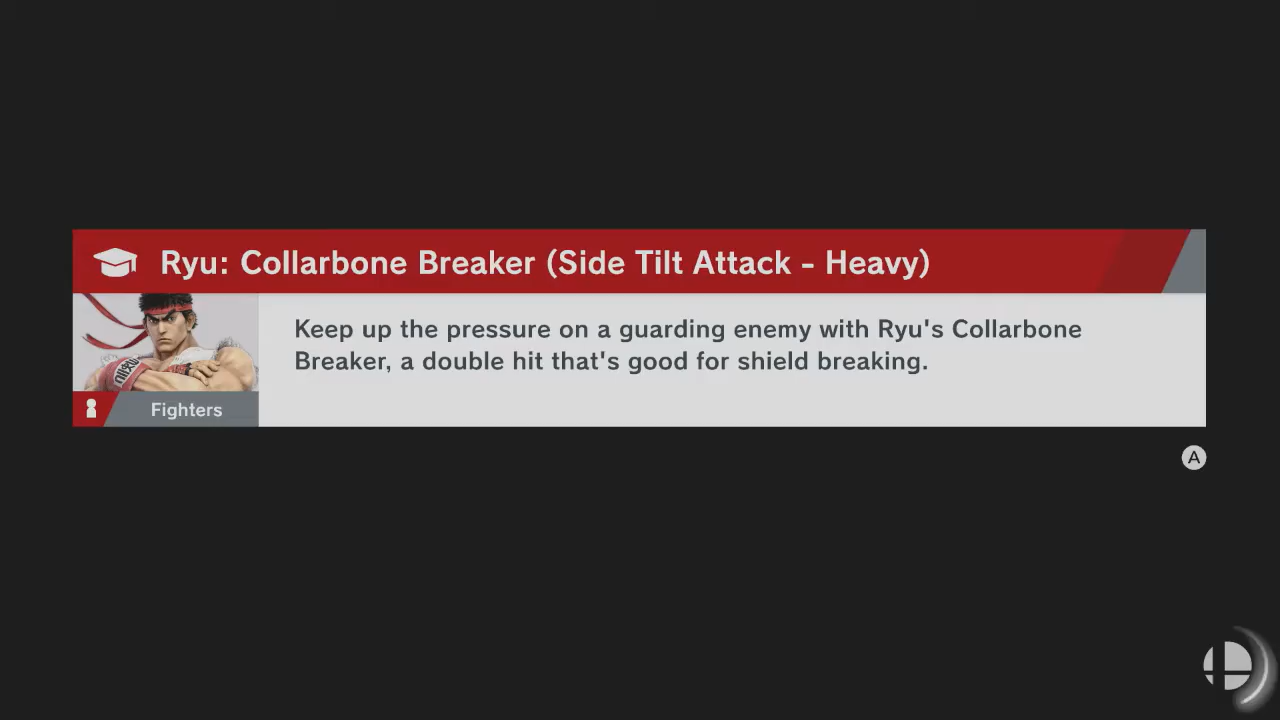 Ryu: Collarbone Breaker (Side Tilt Attack - Heavy)
Keep up the pressure on a guarding enemy with Ryu's Collarbone
Breaker, a double hit that's good for shield breaking.
Fighters
A